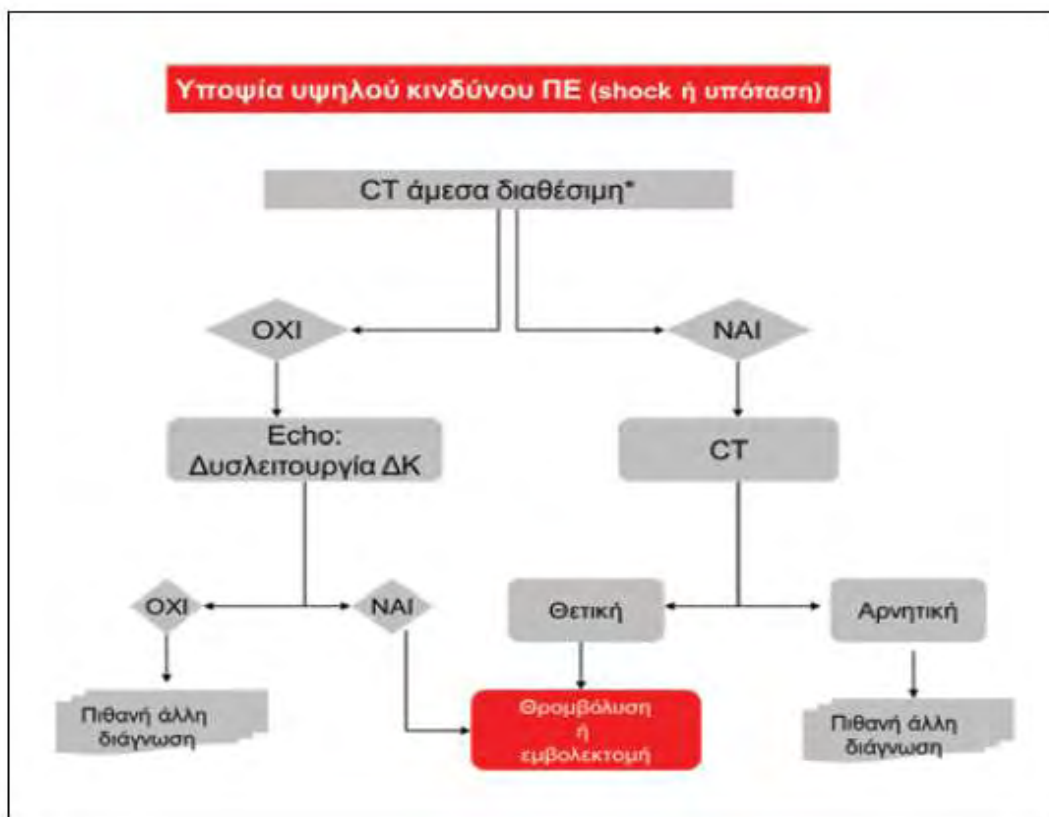 Υποψία υψηλού κινδύνου ΠΕ (shock ή υπόταση)
CT άμεσα διαθέσιμη*
ΟΧΙ
ΝΑΙ
Echo:
Δυσλειτουργία ΔΚ
CT
ΟΧΙ
ΝΑΙ
Θετική
Αρνητική
Πιθανή άλλη
διάγνωση
Θρομβόλυση
ή
εμβολεκτομή
Πιθανή άλλη
διάγνωση